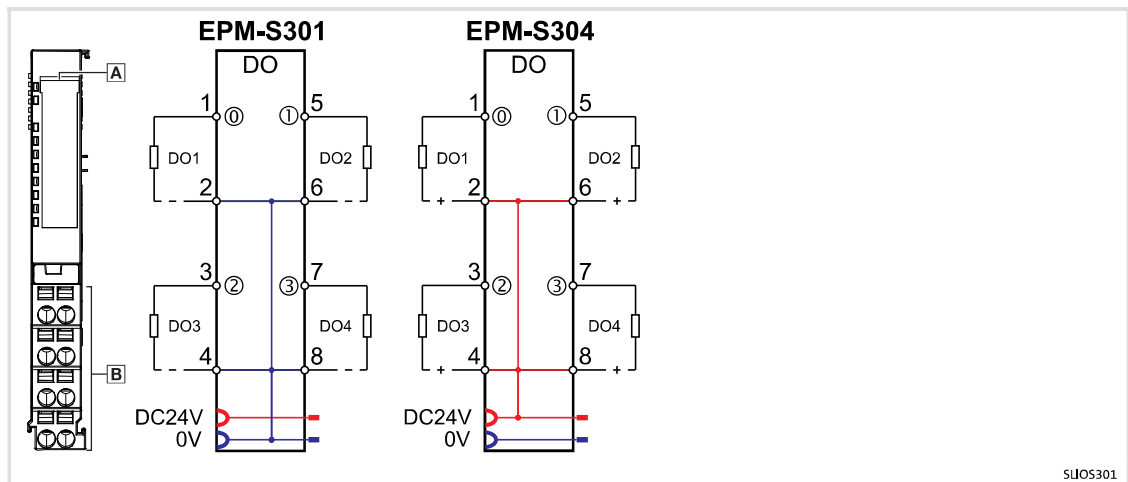 EPM-S301 EPM-S304
A
DO DO
1 5 1 5
⓪ ① ⓪ ①
DO1 DO2 DO1 DO2
2 6 2 6
– – + +
3 7 3 7
② ③ ② ③
DO3 DO4 DO3 DO4
4 8 4 8
– – + +
B
DC24V DC24V
0V 0V
SLIOS301